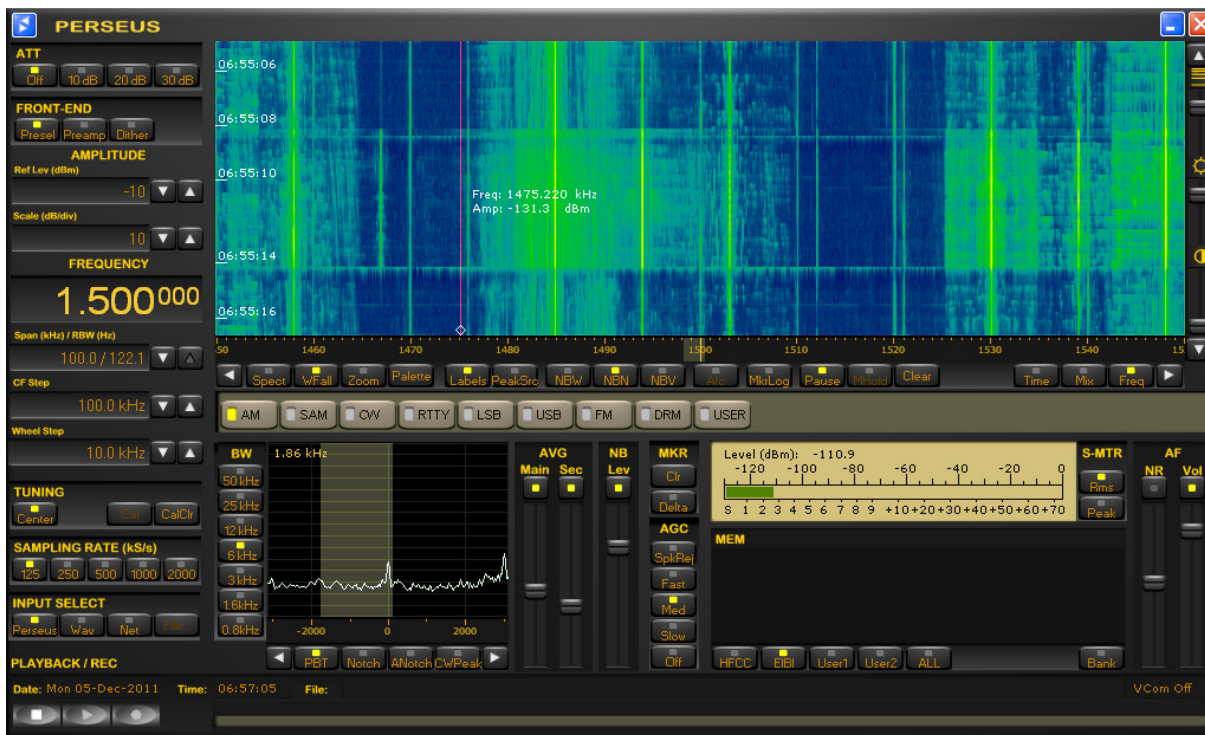 PERSEUS
ATT
Off 10 dB 20 dB 30 dB
FRONT-END
Presel Preamp Dither
AMPLITUDE
Ref Lev (dBm)
-10
Scale (dB/div)
10
FREQUENCY
1.500000
Span (kHz) / RBW (Hz)
100.0 / 122.1
CF Step
100.0 kHz
Wheel Step
10.0 kHz
TUNING
Center Cal CalClr
SAMPLING RATE (kS/s)
125 250 500 1000 2000
INPUT SELECT
Perseus Wav Net File
PLAYBACK / REC
06:55:06
06:55:08
06:55:10
Freq: 1475.220 kHz
Amp: -131.3 dBm
06:55:14
06:55:16
50 1460 1470 1480 1490 1500 1510 1520 1530 1540 15
Spect WFall Zoom Palette Labels PeakSrc NBW NBN NBV Afc MkrLog Pause MHold Clear Time Mix Freq
AM SAM CW RTTY LSB USB FM DRM USER
BW
50 kHz
25 kHz
12 kHz
6 kHz
3 kHz
1.6kHz
0.8kHz
1.86 kHz
-2000 0 2000
PBT Notch ANotch CWPeak
AVG
Main Sec
NB
Lev
MKR
Clr
Delta
AGC
SpkRej
Fast
Med
Slow
Off
Level (dBm): -110.9
-120 -100 -80 -60 -40 -20 0
S 1 2 3 4 5 6 7 8 9 +10+20+30+40+50+60+70
S-MTR
Rms
Peak
AF
NR Vol
MEM
HFCC EIBI User1 User2 ALL Bank
Date: Mon 05-Dec-2011 Time: 06:57:05 File:
VCom Off